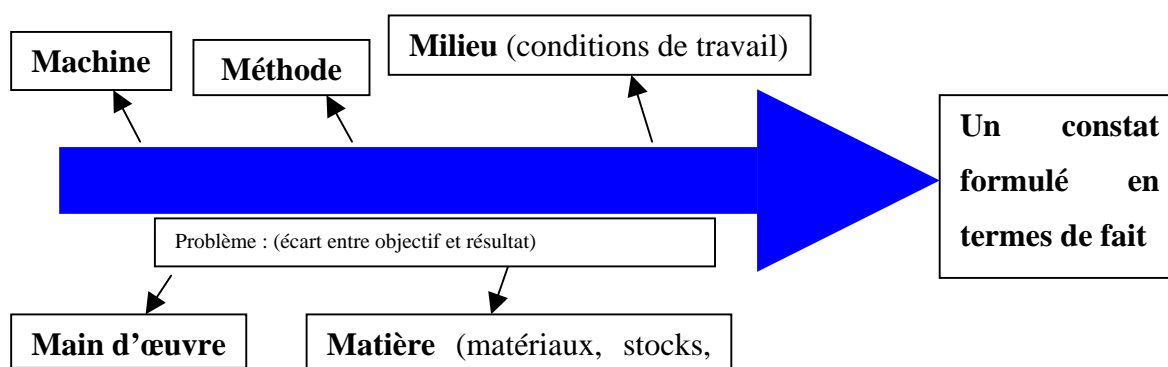 Milieu (conditions de travail)
Machine
Méthode
Un constat
formulé en
termes de fait
Problème : (écart entre objectif et résultat)
Main d'œuvre
Matière (matériaux, stocks,